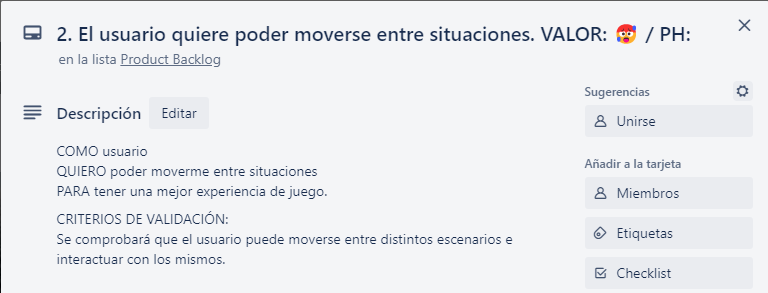 2. El usuario quiere poder moverse entre situaciones. VALOR: 🥵 / PH:
en la lista Product Backlog
Descripción
Editar
COMO usuario
QUIERO poder moverme entre situaciones
PARA tener una mejor experiencia de juego.
CRITERIOS DE VALIDACIÓN:
Se comprobará que el usuario puede moverse entre distintos escenarios e
interactuar con los mismos.
Sugerencias
Unirse
Añadir a la tarjeta
Miembros
Etiquetas
Checklist